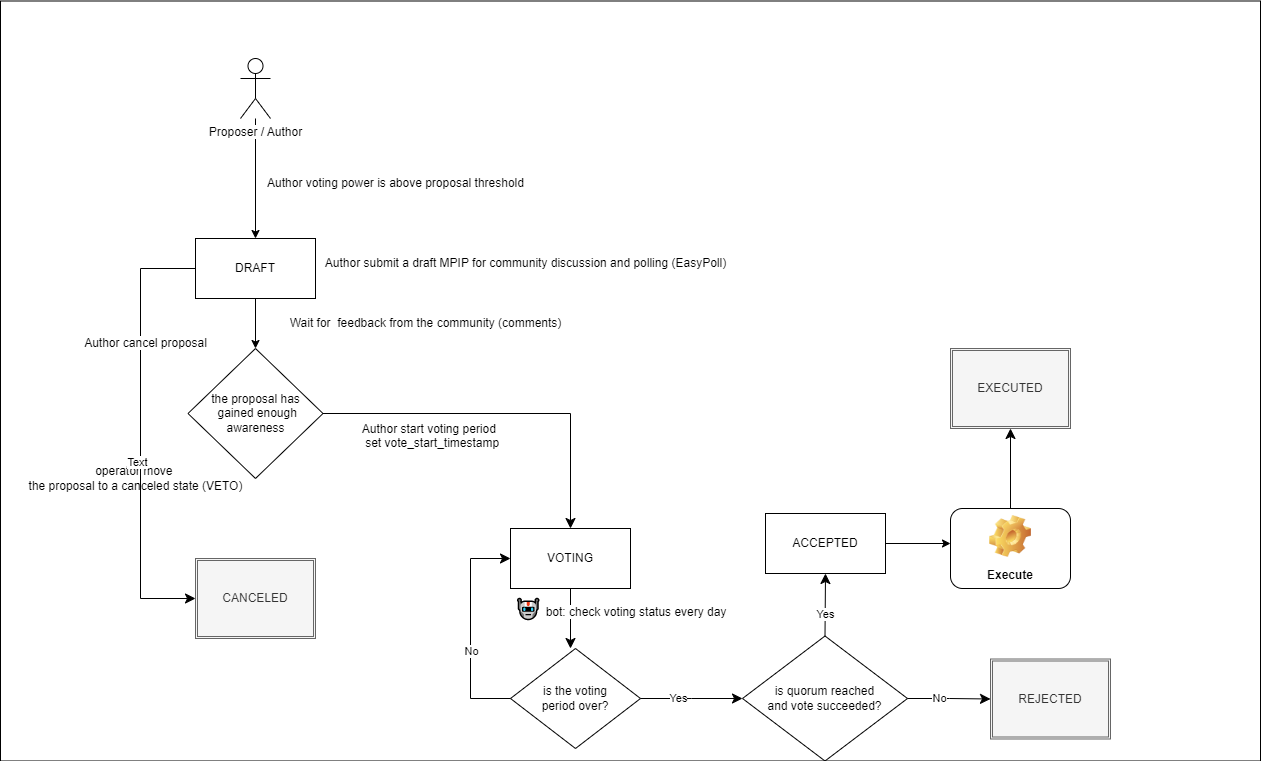 Proposer / Author
Author voting power is above proposal threshold
DRAFT
Author submit a draft MPIP for community discussion and polling (EasyPoll)
Wait for feedback from the community (comments)
Author cancel proposal
the proposal has
gained enough
awareness
Author start voting period
set vote_start_timestamp
Text
operator move
the proposal to a canceled state (VETO)
CANCELED
VOTING
bot: check voting status every day
No
is the voting
period over?
Yes
is quorum reached
and vote succeeded?
Yes
No
REJECTED
ACCEPTED
Execute
EXECUTED